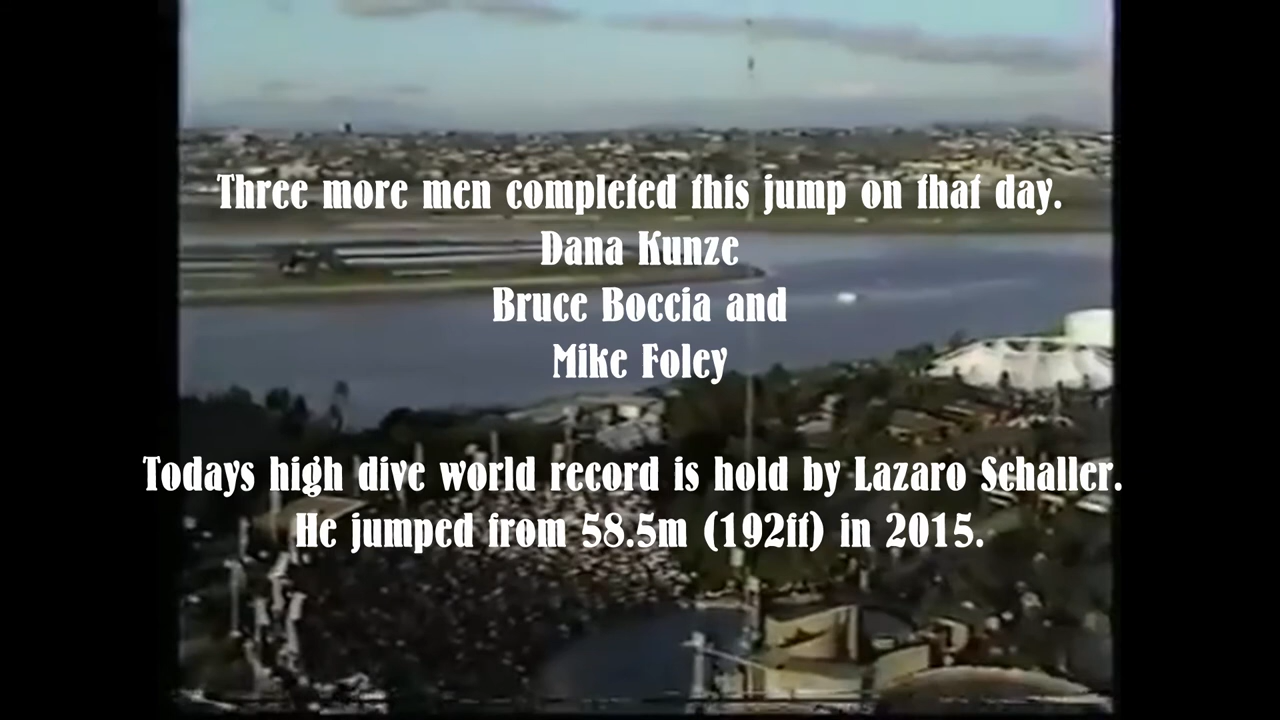 Three more men completed this jump on that day.
Dana Kunze
Bruce Boccia and
Mike Foley
Todays high dive world record is hold by Lazaro Schaller.
He jumped from 58.5m (192ft) in 2015.